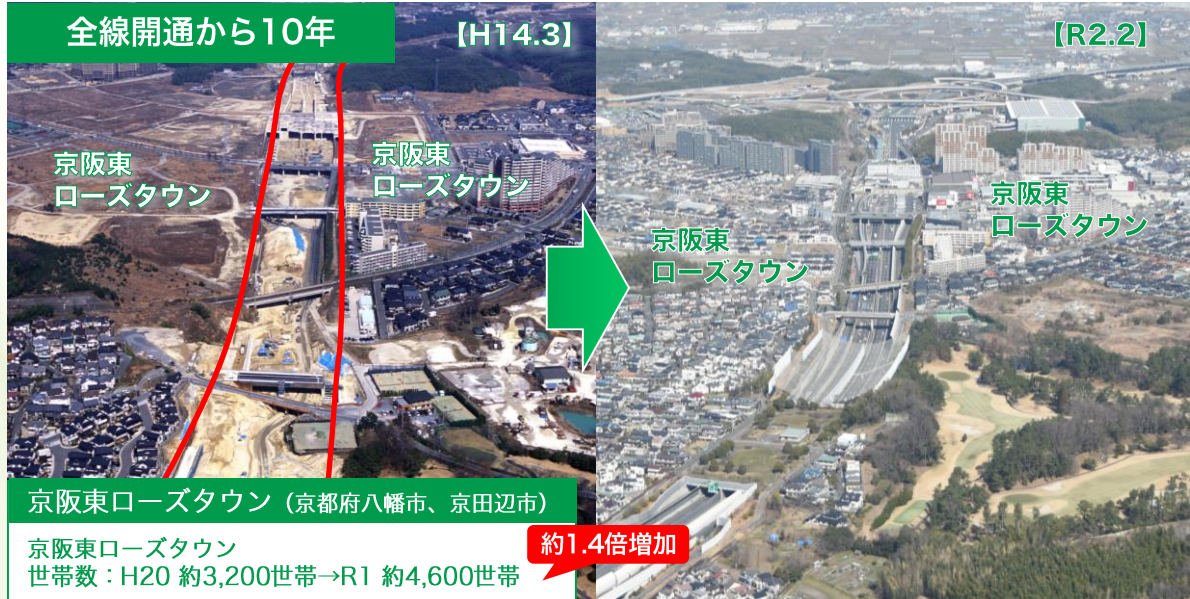 全線開通から10年
【H14.3】
【R2.2】
京阪東
ローズタウン
京阪東
ローズタウン
京阪東
ローズタウン
京阪東
ローズタウン
京阪東ローズタウン（京都府八幡市、京田辺市）
約1.4倍増加
京阪東ローズタウン
世帯数：H20 約3,200世帯→R1 約4,600世帯